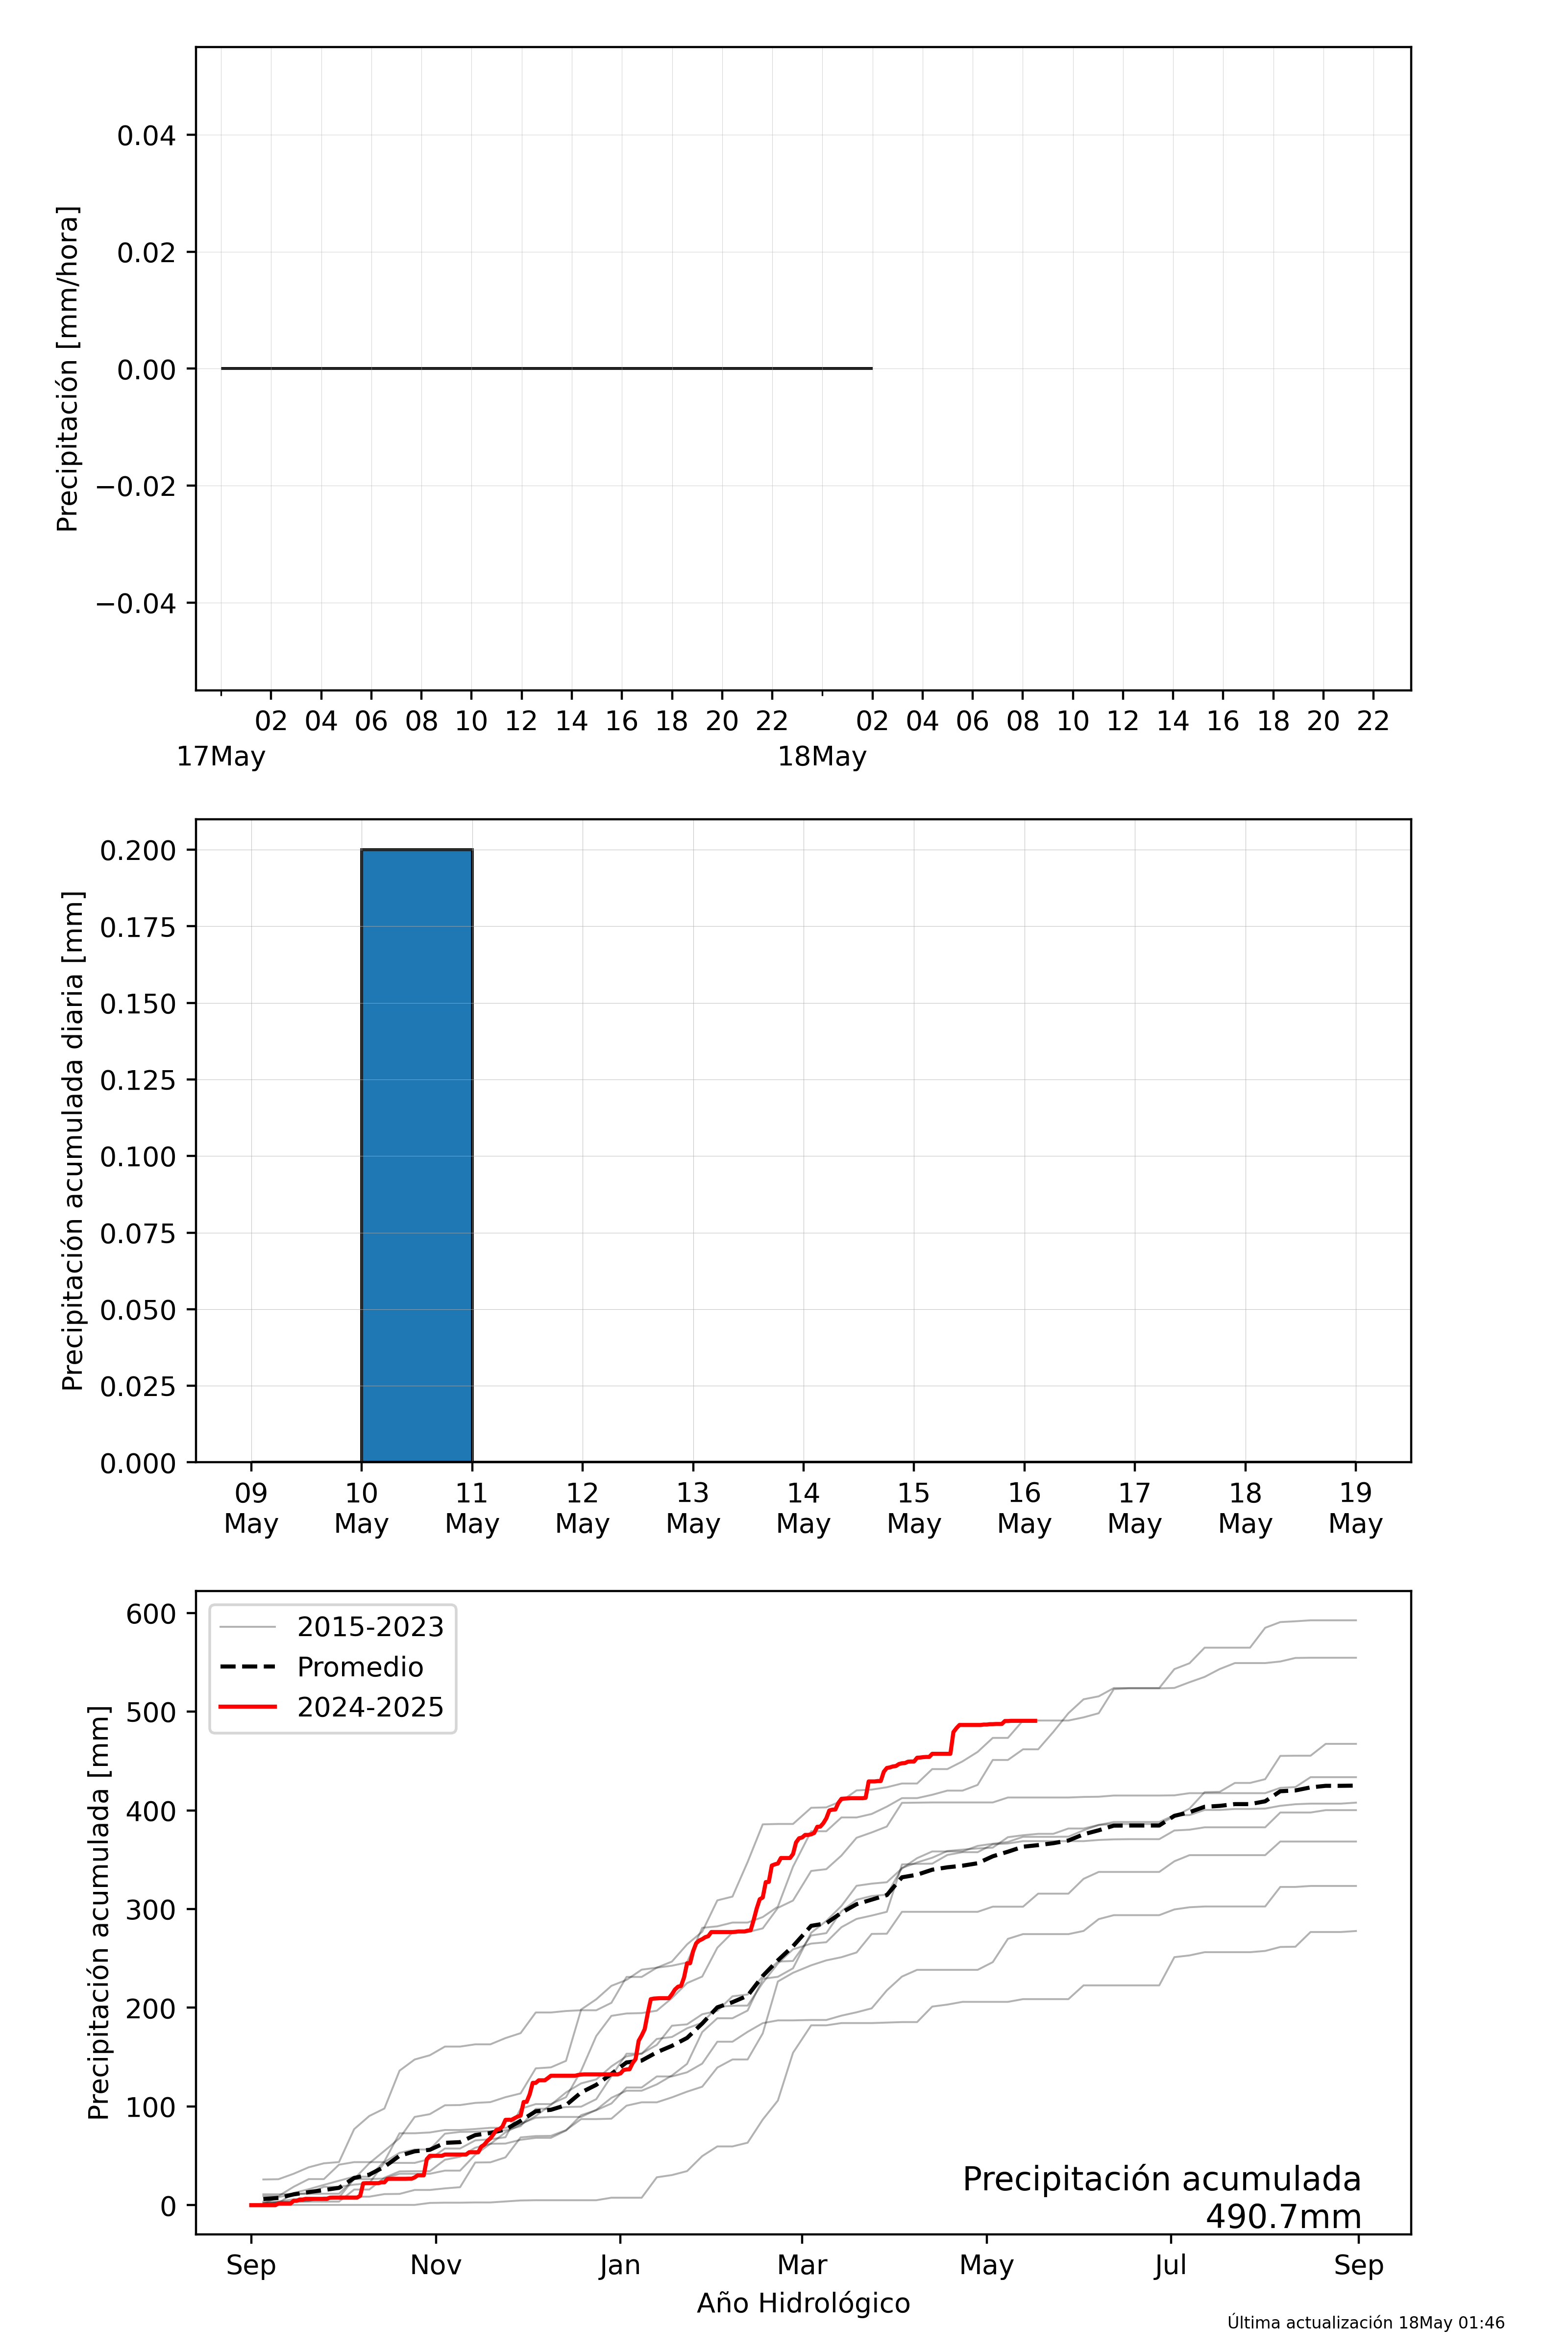 0.04
0.02
0.00
−0.02
−0.04
Precipitación [mm/hora]
02 04 06 08 10 12 14 16 18 20 22 02 04 06 08 10 12 14 16 18 20 22
17May 18May
0.200
0.175
0.150
0.125
0.100
0.075
0.050
0.025
0.000
Precipitación acumulada diaria [mm]
09 10 11 12 13 14 15 16 17 18 19
May May May May May May May May May May May
600
500
400
300
200
100
0
Precipitación acumulada [mm]
2015-2023
Promedio
2024-2025
Precipitación acumulada
490.7mm
Sep Nov Jan Mar May Jul Sep
Año Hidrológico
Última actualización 18May 01:46